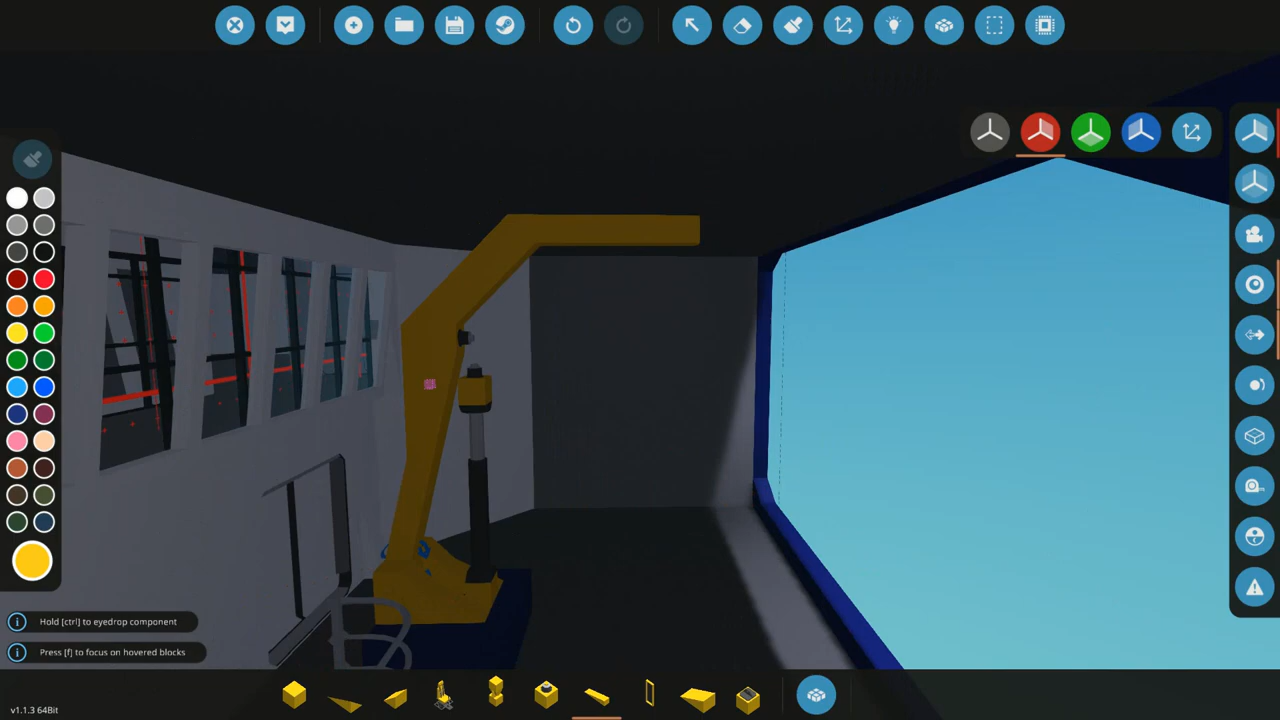 Hold [ctrl] to eyedrop component
Press [f] to focus on hovered blocks
v1.1.3 64Bit